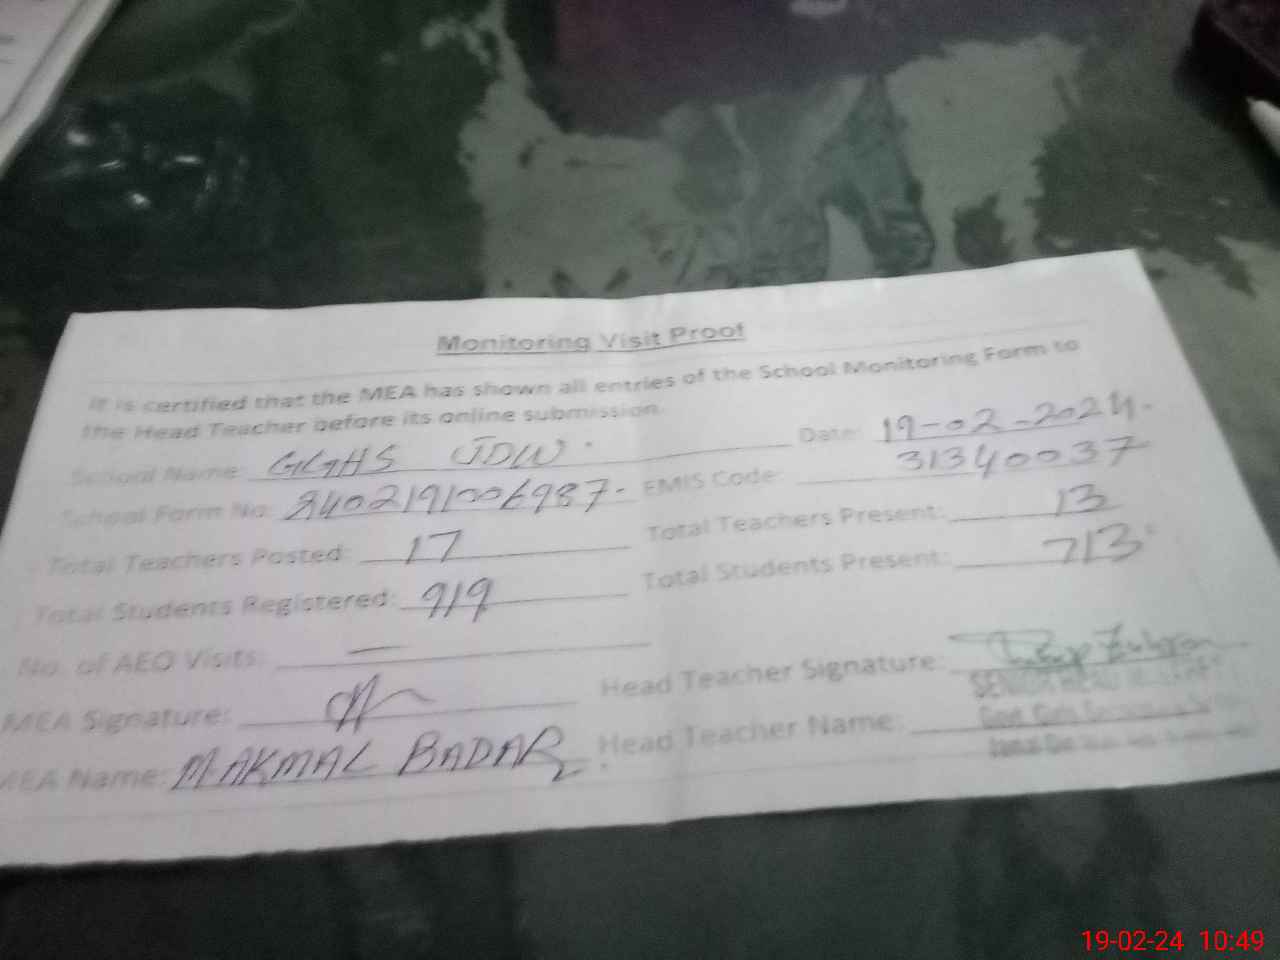 Monitoring Visit Proof
It is certified that the MEA has shown all entries of the School Monitoring Form to
the Head Teacher before its online submission.
School Name: GGHS JDW. Date: 19-02-2024.
School Form No: 8402191006987- EMIS Code: 31340037
Total Teachers Posted: 17 Total Teachers Present: 13
Total Students Registered: 919 Total Students Present: 713
No. of AEO Visits: —
MEA Signature: Head Teacher Signature:
MEA Name: M. AKMAL BADAR Head Teacher Name:
19-02-24 10:49